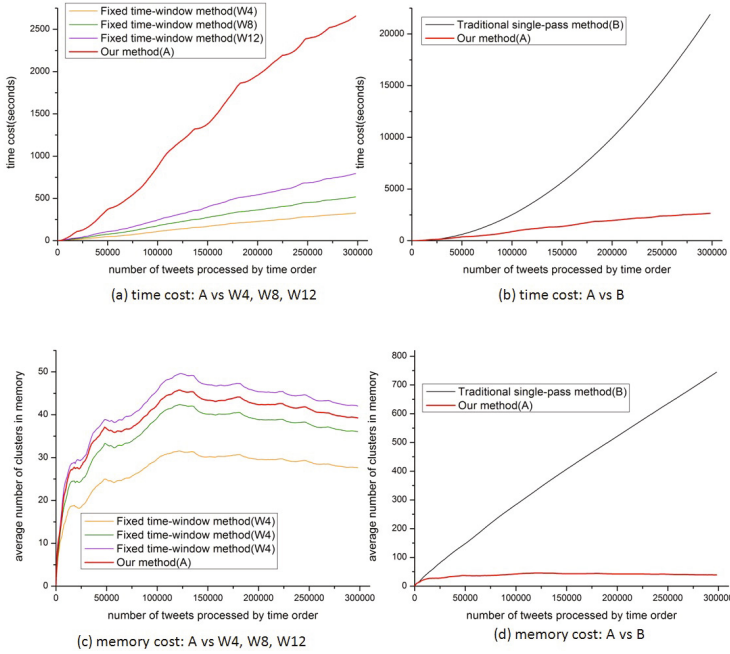 Fixed time-window method(W4)
Fixed time-window method(W8)
Fixed time-window method(W12)
Our method(A)
time cost(seconds)
2500
2000
1500
1000
500
0
0 50000 100000 150000 200000 250000 300000
number of tweets processed by time order
(a) time cost: A vs W4, W8, W12
Traditional single-pass method(B)
Our method(A)
time cost(seconds)
20000
15000
10000
5000
0
0 50000 100000 150000 200000 250000 300000
number of tweets processed by time order
(b) time cost: A vs B
average number of clusters in memory
50
40
30
20
10
0
Fixed time-window method(W4)
Fixed time-window method(W4)
Fixed time-window method(W4)
Our method(A)
0 50000 100000 150000 200000 250000 300000
number of tweets processed by time order
(c) memory cost: A vs W4, W8, W12
average number of clusters in memory
800
700
600
500
400
300
200
100
0
Traditional single-pass method(B)
Our method(A)
0 50000 100000 150000 200000 250000 300000
number of tweets processed by time order
(d) memory cost: A vs B